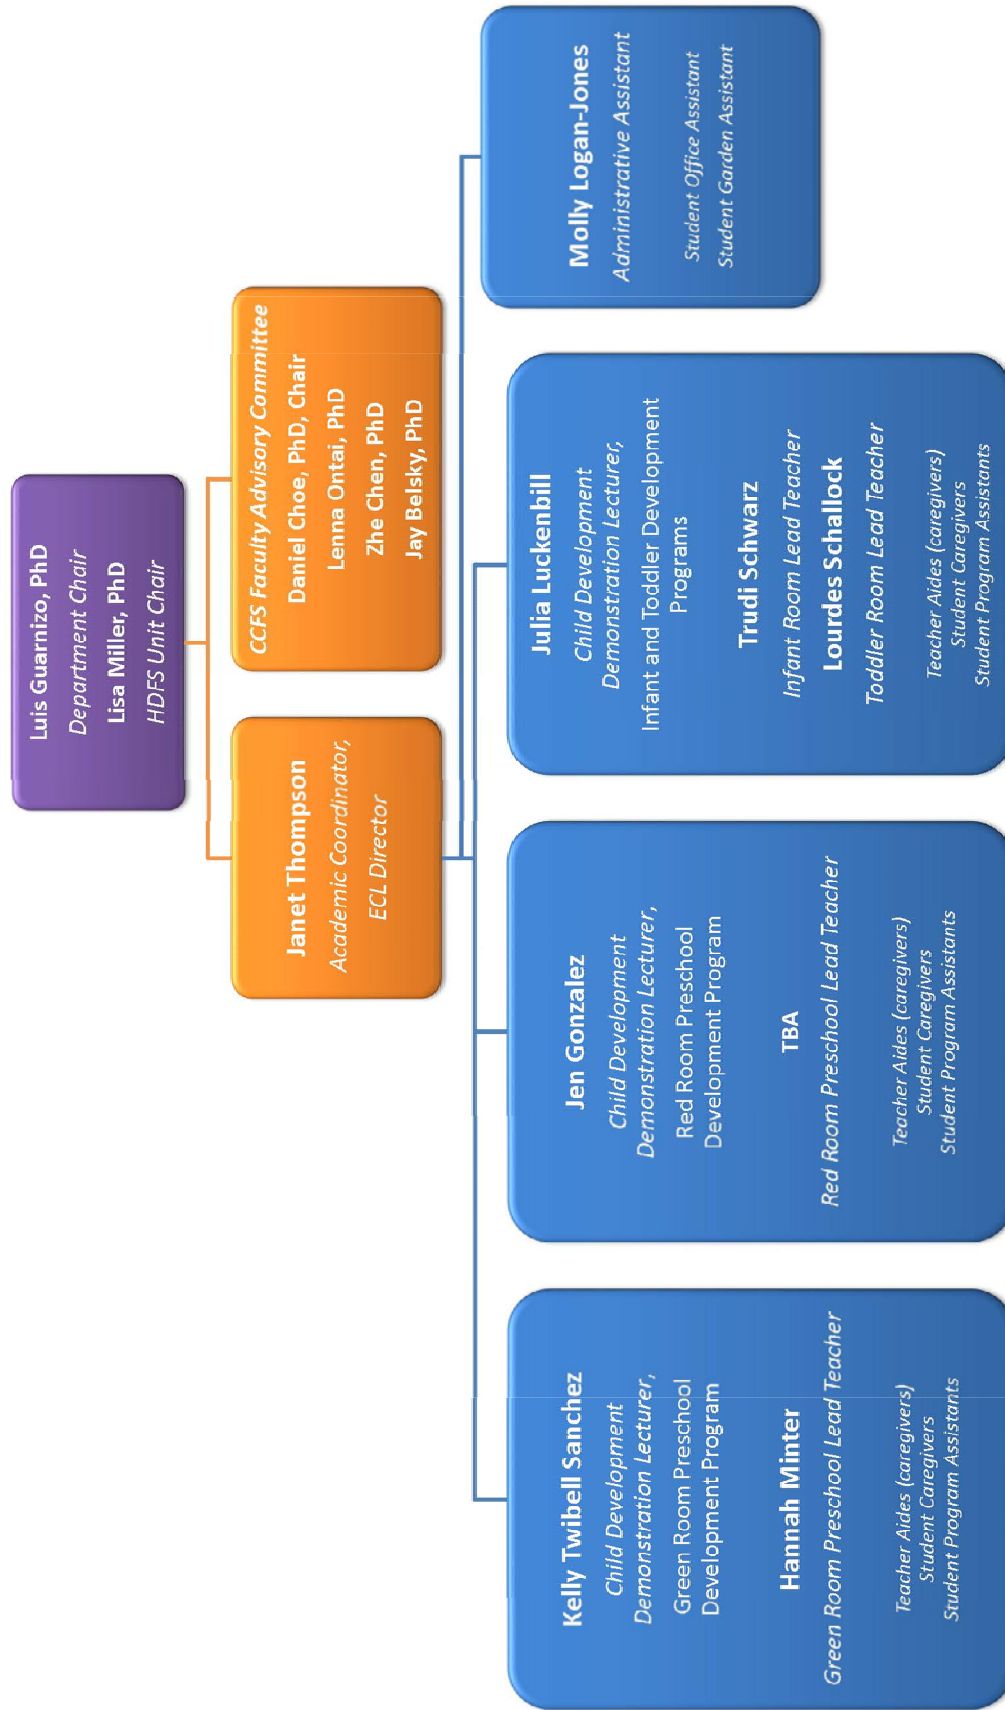 Luis Guarnizo, PhD
Department Chair
Lisa Miller, PhD
HDFS Unit Chair
Janet Thompson
Academic Coordinator,
ECL Director
CCFS Faculty Advisory Committee
Daniel Choe, PhD, Chair
Lenna Ontai, PhD
Zhe Chen, PhD
Jay Belsky, PhD
Kelly Twibell Sanchez
Child Development
Demonstration Lecturer,
Green Room Preschool
Development Program
Hannah Minter
Green Room Preschool Lead Teacher
Teacher Aides (caregivers)
Student Caregivers
Student Program Assistants
Jen Gonzalez
Child Development
Demonstration Lecturer,
Red Room Preschool
Development Program
TBA
Red Room Preschool Lead Teacher
Teacher Aides (caregivers)
Student Caregivers
Student Program Assistants
Julia Luckenbill
Child Development
Demonstration Lecturer,
Infant and Toddler Development
Programs
Trudi Schwarz
Infant Room Lead Teacher
Lourdes Schallock
Toddler Room Lead Teacher
Teacher Aides (caregivers)
Student Caregivers
Student Program Assistants
Molly Logan-Jones
Administrative Assistant
Student Office Assistant
Student Garden Assistant